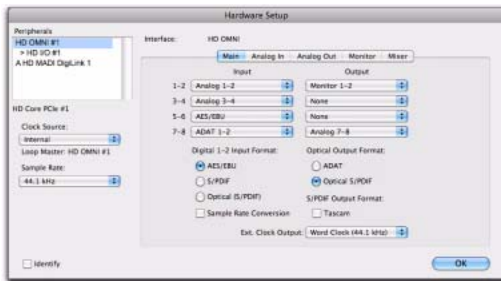 Hardware Setup
Peripherals
HD OMNI #1
> HD I/O #1
A HD MADI DigiLink 1
HD Core PCIe #1
Clock Source:
Internal
Loop Master: HD OMNI #1
Sample Rate:
44.1 kHz
Identify
Interface: HD OMNI
Main Analog In Analog Out Monitor Mixer
Input Output
1-2 Analog 1-2 Monitor 1-2
3-4 Analog 3-4 None
5-6 AES/EBU None
7-8 ADAT 1-2 Analog 7-8
Digital 1-2 Input Format: Optical Output Format:
AES/EBU ADAT
S/PDIF Optical S/PDIF
Optical (S/PDIF) S/PDIF Output Format:
Sample Rate Conversion Tascam
Ext. Clock Output: Word Clock (44.1 kHz)
OK